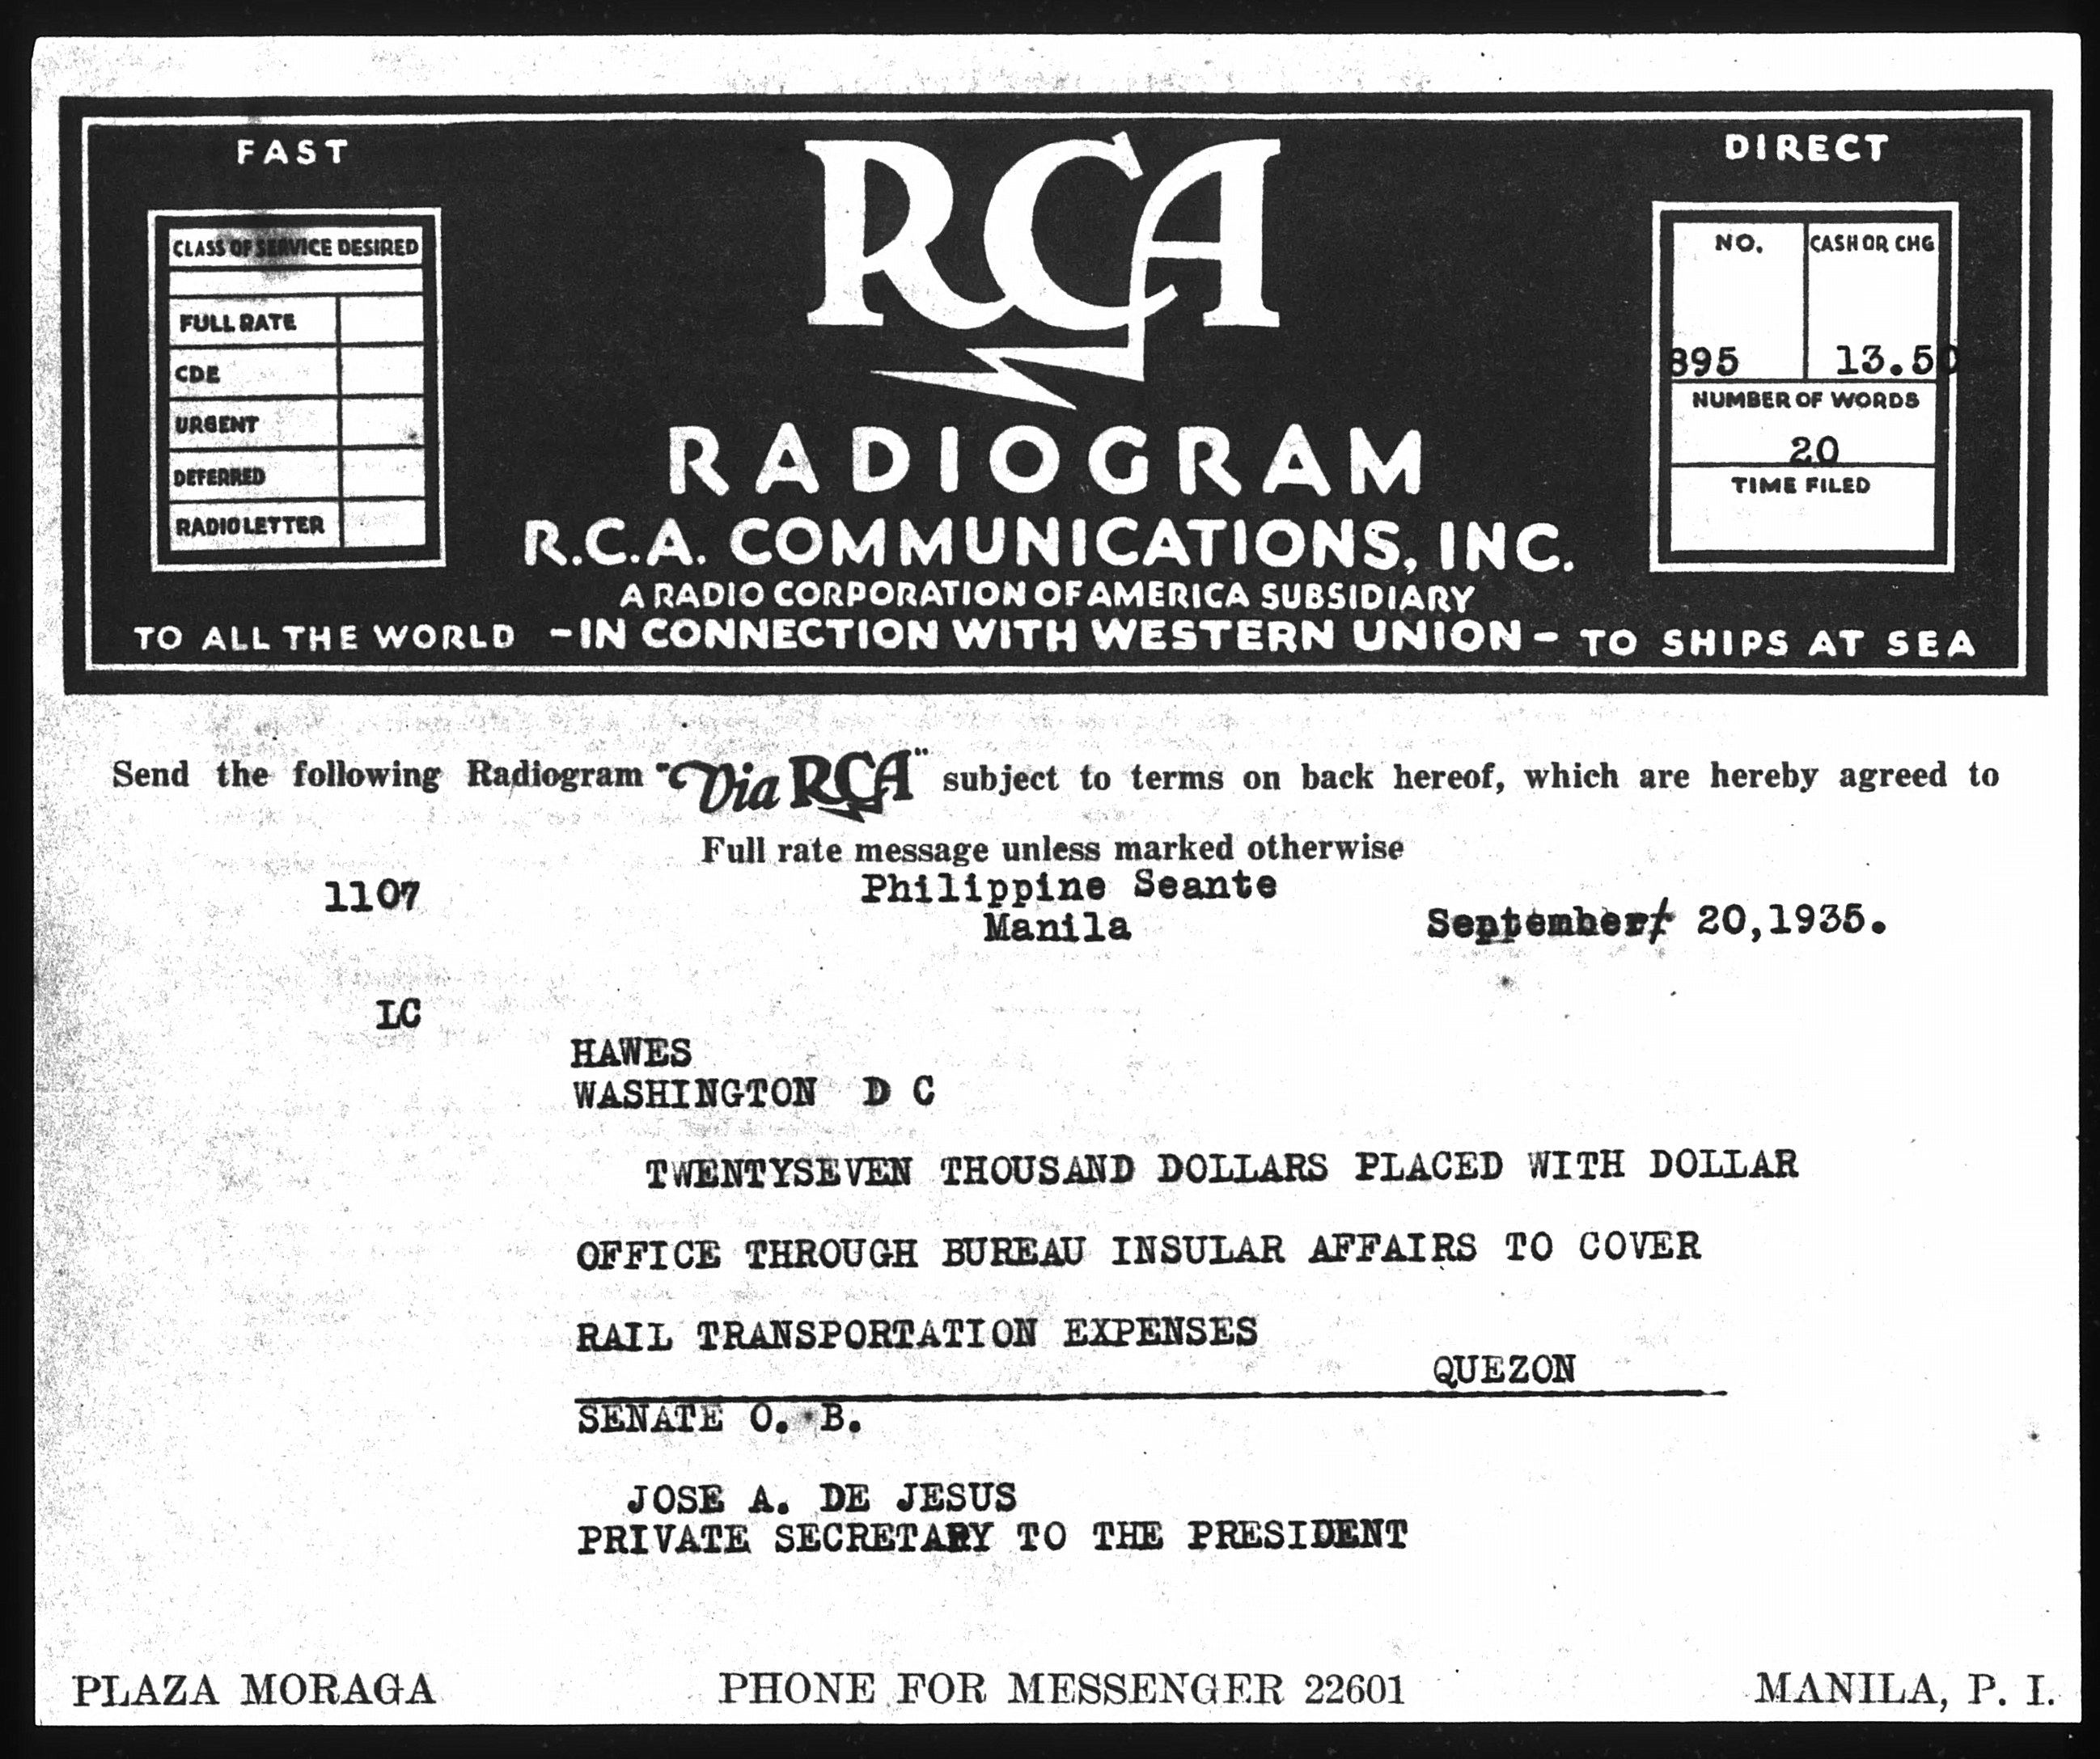 FAST
RCA
DIRECT
CLASS OF SERVICE DESIRED
FULL RATE
CDE
URGENT
DEFERRED
RADIO LETTER
NO.
CASH OR CHG
895
13.50
NUMBER OF WORDS
20
TIME FILED
RADIOGRAM
R.C.A. COMMUNICATIONS, INC.
A RADIO CORPORATION OF AMERICA SUBSIDIARY
TO ALL THE WORLD -IN CONNECTION WITH WESTERN UNION- TO SHIPS AT SEA
Send the following Radiogram "Via RCA" subject to terms on back hereof, which are hereby agreed to
Full rate message unless marked otherwise
1107
Philippine Seante
Manila
September/ 20,1935.
LC
HAWES
WASHINGTON D C
TWENTYSEVEN THOUSAND DOLLARS PLACED WITH DOLLAR
OFFICE THROUGH BUREAU INSULAR AFFAIRS TO COVER
RAIL TRANSPORTATION EXPENSES
QUEZON
SENATE O. B.
JOSE A. DE JESUS
PRIVATE SECRETARY TO THE PRESIDENT
PLAZA MORAGA
PHONE FOR MESSENGER 22601
MANILA, P. I.